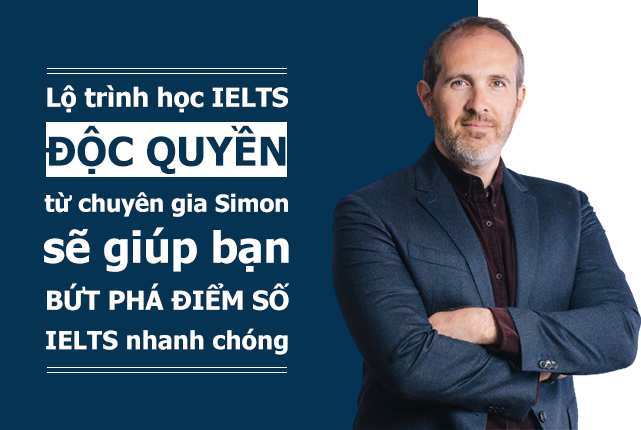 Lộ trình học IELTS
ĐỘC QUYỀN
từ chuyên gia Simon
sẽ giúp bạn
BỨT PHÁ ĐIỂM SỐ
IELTS nhanh chóng